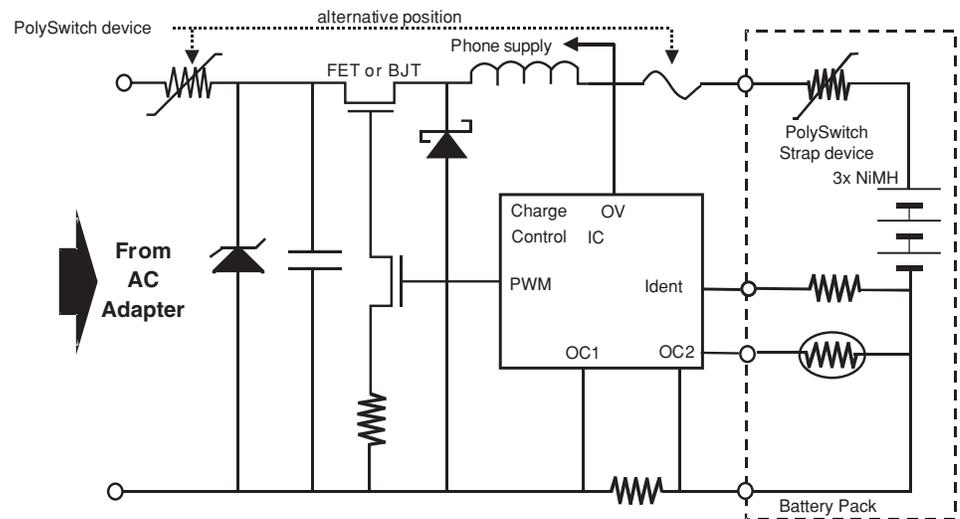 alternative position
PolySwitch device
Phone supply
FET or BJT
PolySwitch
Strap device
3x NiMH
Charge OV
Control IC
From
AC
Adapter
PWM
Ident
OC1
OC2
Battery Pack